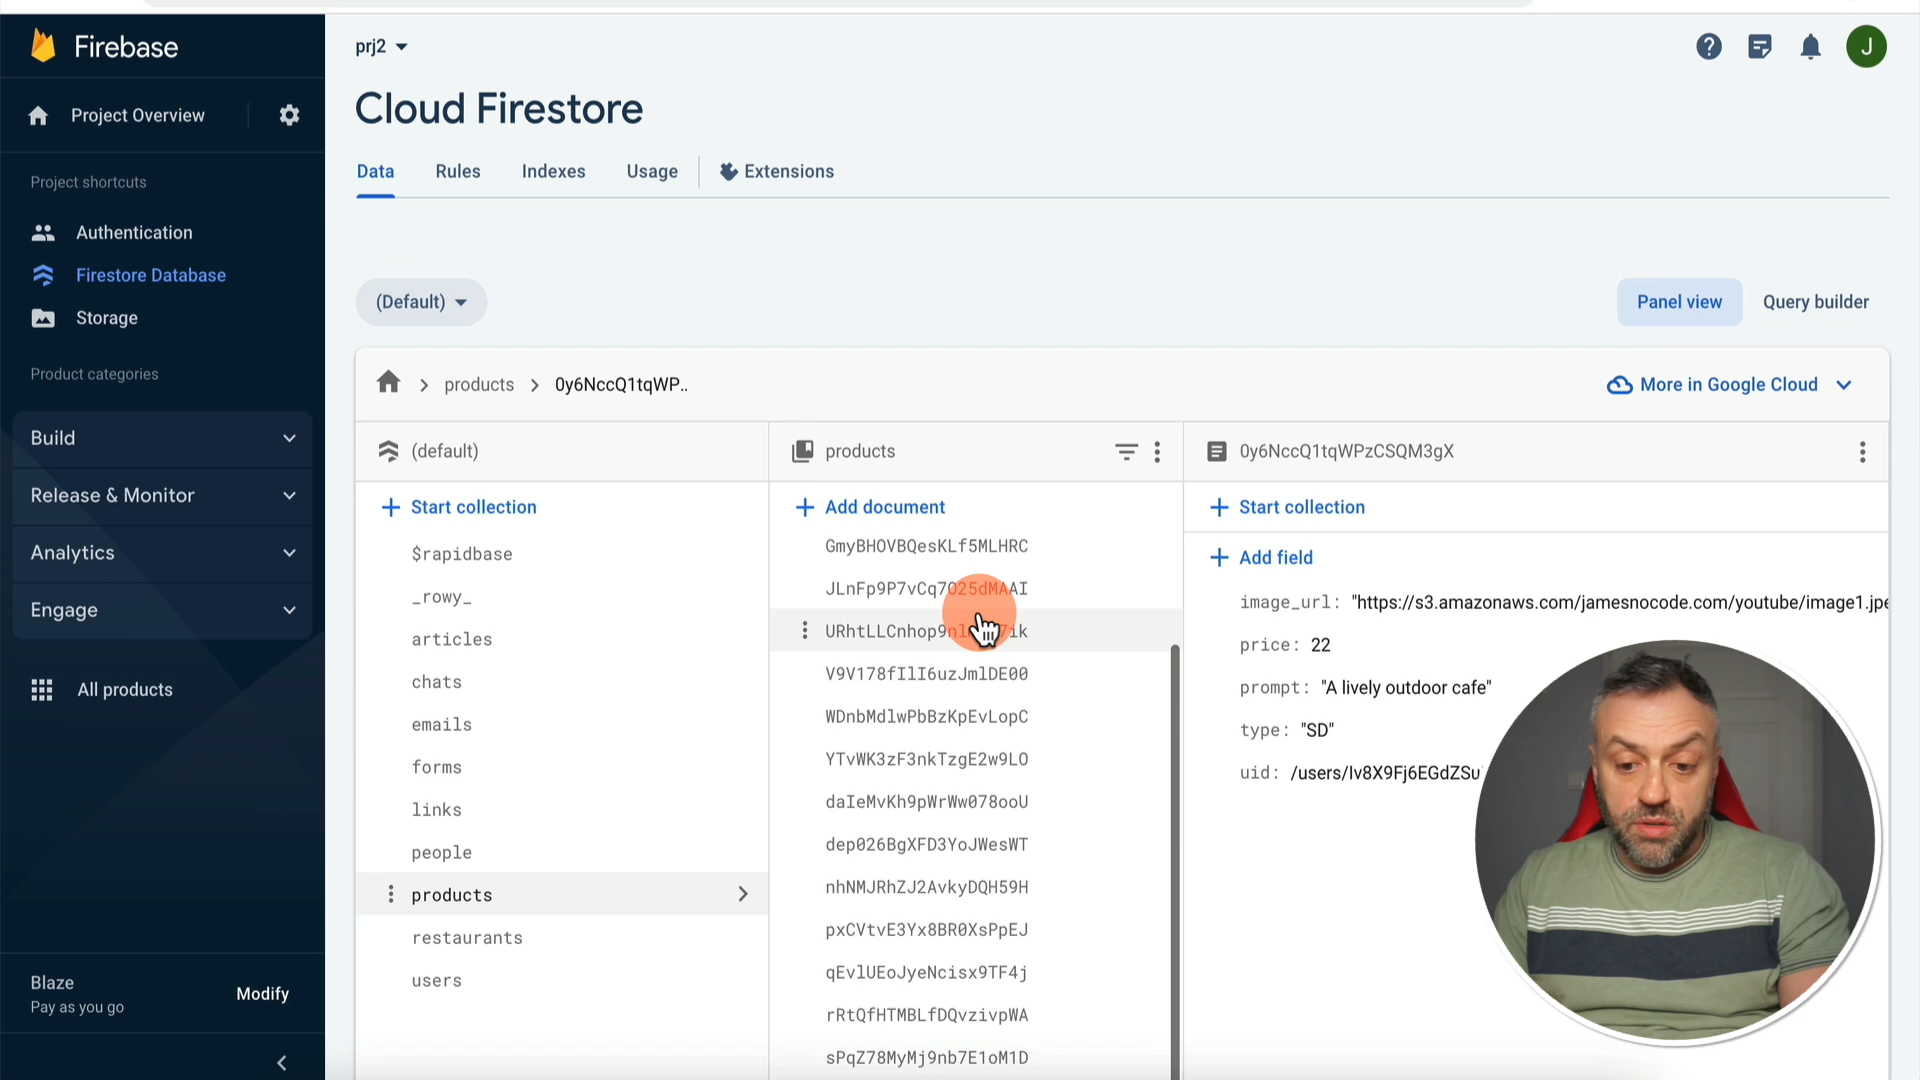 Firebase
prj2
J
Project Overview
Cloud Firestore
Data
Rules
Indexes
Usage
Extensions
Project shortcuts
Authentication
Firestore Database
Storage
(Default)
Panel view
Query builder
Product categories
products
0y6NccQ1tqWP..
More in Google Cloud
Build
Release & Monitor
Analytics
Engage
All products
Blaze
Pay as you go
Modify
(default)
Start collection
$rapidbase
_rowy_
articles
chats
emails
forms
links
people
products
restaurants
users
products
Add document
GmyBHOVBQesKLf5MLHRC
JLnFp9P7vCq7O25dMAAI
V9V178fIlI6uzJmlDE00
WDnbMdlwPbBzKpEvLopC
YTvWK3zF3nkTzgE2w9LO
daIeMvKh9pWrWw078ooU
dep026BgXFD3YoJWesWT
nhNMJRhZJ2AvkyDQH59H
pxCVtvE3Yx8BR0XsPpEJ
qEvlUEoJyeNcisx9TF4j
rRtQfHTMBLfDQvzivpWA
sPqZ78MyMj9nb7E1oM1D
0y6NccQ1tqWPzCSQM3gX
Start collection
Add field
image_url: "https://s3.amazonaws.com/jamesnocode.com/youtube/image1.jpe
price: 22
prompt: "A lively outdoor cafe"
type: "SD"
uid: /users/Iv8X9Fj6EGdZSu